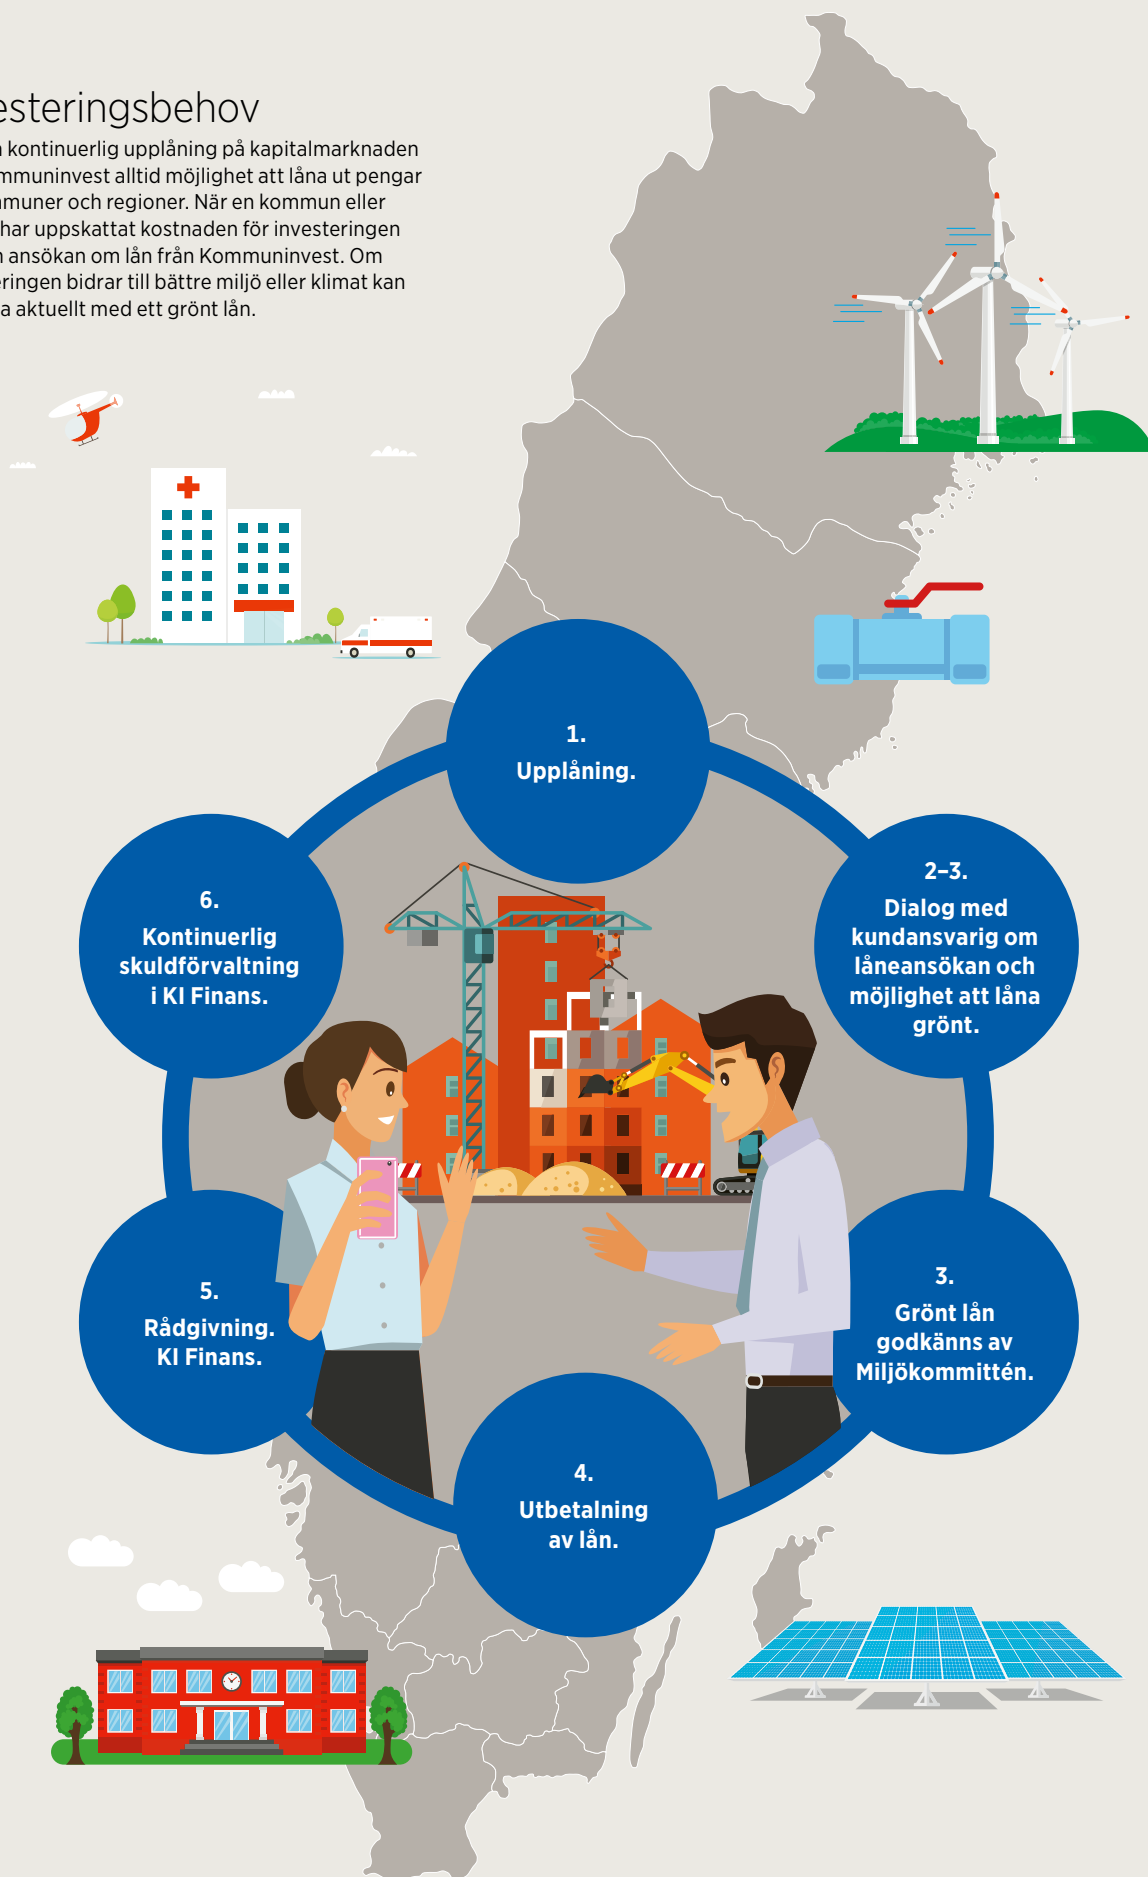 esteringsbehov
kontinuerlig upplåning på kapitalmarknaden
mmuninvest alltid möjlighet att låna ut pengar
muner och regioner. När en kommun eller
har uppskattat kostnaden för investeringen
ansökan om lån från Kommuninvest. Om
eringen bidrar till bättre miljö eller klimat kan
a aktuellt med ett grönt lån.
1.
Upplåning.
2–3.
Dialog med
kundansvarig om
låneansökan och
möjlighet att låna
grönt.
3.
Grönt lån
godkänns av
Miljökommittén.
4.
Utbetalning
av lån.
5.
Rådgivning.
KI Finans.
6.
Kontinuerlig
skuldförvaltning
i KI Finans.